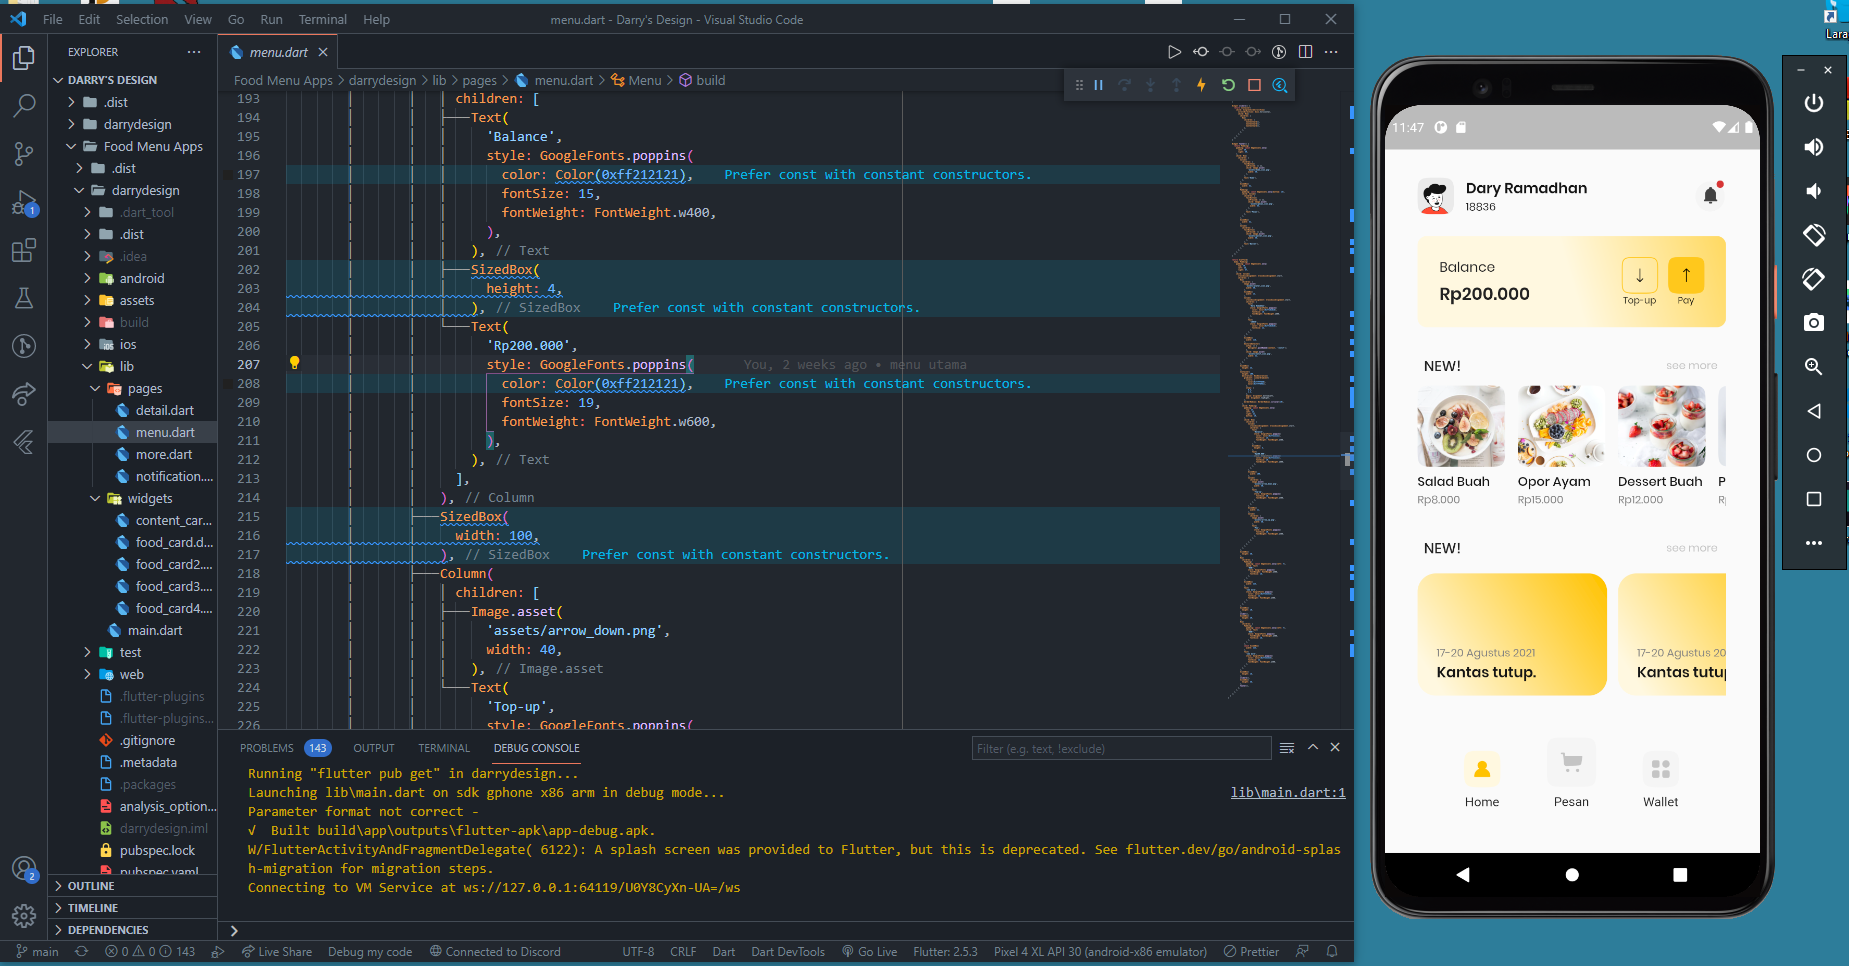 File Edit Selection View Go Run Terminal Help
menu.dart - Darry's Design - Visual Studio Code
EXPLORER
DARRY'S DESIGN
.dist
darrydesign
Food Menu Apps
.dist
darrydesign
.dart_tool
.dist
.idea
android
assets
build
ios
lib
pages
detail.dart
menu.dart
more.dart
notification....
widgets
content_car...
food_card.d...
food_card2....
food_card3....
food_card4....
main.dart
test
web
.flutter-plugins
.flutter-plugins...
.gitignore
.metadata
.packages
analysis_option...
darrydesign.iml
pubspec.lock
pubspec.yaml
OUTLINE
TIMELINE
DEPENDENCIES
1
2
menu.dart
Food Menu Apps > darrydesign > lib > pages > menu.dart > Menu > build
193 children: [
194 Text(
195 'Balance',
196 style: GoogleFonts.poppins(
197 color: Color(0xff212121), Prefer const with constant constructors.
198 fontSize: 15,
199 fontWeight: FontWeight.w400,
200 ),
201 ), // Text
202 SizedBox(
203 height: 4,
204 ), // SizedBox Prefer const with constant constructors.
205 Text(
206 'Rp200.000',
207 style: GoogleFonts.poppins( You, 2 weeks ago • menu utama
208 color: Color(0xff212121), Prefer const with constant constructors.
209 fontSize: 19,
210 fontWeight: FontWeight.w600,
211 ),
212 ), // Text
213 ],
214 ), // Column
215 SizedBox(
216 width: 100,
217 ), // SizedBox Prefer const with constant constructors.
218 Column(
219 children: [
220 Image.asset(
221 'assets/arrow_down.png',
222 width: 40,
223 ), // Image.asset
224 Text(
225 'Top-up',
226 style: GoogleFonts.poppins(
PROBLEMS 143 OUTPUT TERMINAL DEBUG CONSOLE
Filter (e.g. text, !exclude)
Running "flutter pub get" in darrydesign...
Launching lib\main.dart on sdk gphone x86 arm in debug mode...
lib\main.dart:1
Parameter format not correct -
√ Built build\app\outputs\flutter-apk\app-debug.apk.
W/FlutterActivityAndFragmentDelegate( 6122): A splash screen was provided to Flutter, but this is deprecated. See flutter.dev/go/android-splas
h-migration for migration steps.
Connecting to VM Service at ws://127.0.0.1:64119/U0Y8CyXn-UA=/ws
main 0 0 143 Live Share Debug my code Connected to Discord UTF-8 CRLF Dart Dart DevTools Go Live Flutter: 2.5.3 Pixel 4 XL API 30 (android-x86 emulator) Prettier
11:47
Dary Ramadhan
18836
Balance
Rp200.000
Top-up Pay
NEW! see more
Salad Buah Opor Ayam Dessert Buah P
Rp8.000 Rp15.000 Rp12.000
NEW! see more
17-20 Agustus 2021 17-20 Agustus 20
Kantas tutup. Kantas tutup
Home Pesan Wallet
Lara